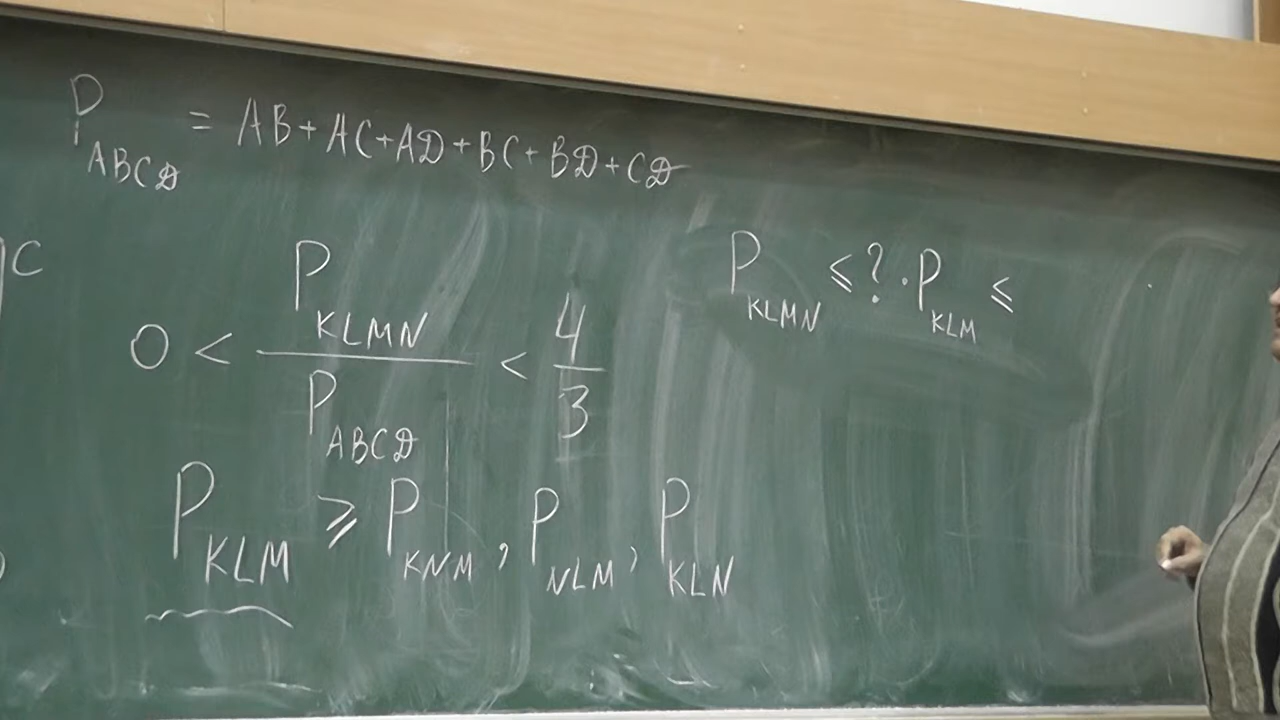 P_ABCD = AB + AC + AD + BC + BD + CD
C
0 < P_KLMN / P_ABCD < 4/3
P_KLMN ⩽ ? · P_KLM ⩽
P_KLM ⩾ P_KNM, P_NLM, P_KLN